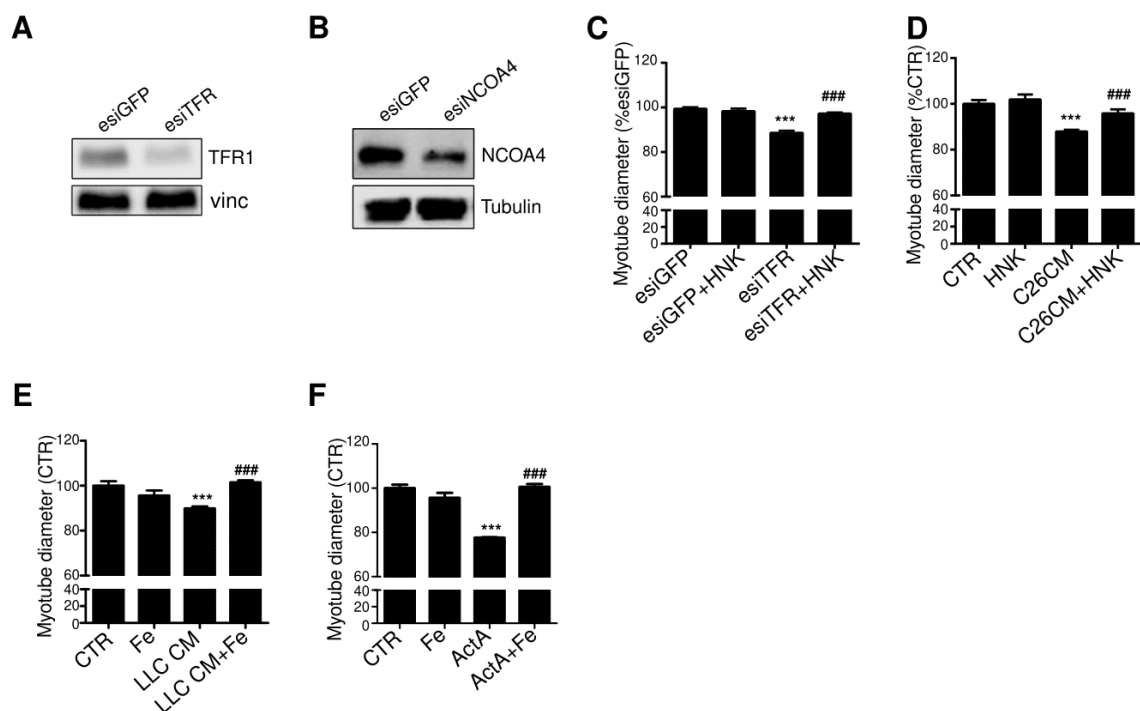 A
esiGFP
esiTFR
TFR1
vinc
B
esiGFP
esiNCOA4
NCOA4
Tubulin
C
Myotube diameter (%esiGFP)
120
100
80
60
40
20
0
***
###
esiGFP
esiGFP+HNK
esiTFR
esiTFR+HNK
D
Myotube diameter (%CTR)
120
100
80
60
40
20
0
***
###
CTR
HNK
C26CM
C26CM+HNK
E
Myotube diameter (CTR)
120
100
80
60
40
20
0
***
###
CTR
Fe
LLC CM
LLC CM+Fe
F
Myotube diameter (CTR)
120
100
80
60
40
20
0
***
###
CTR
Fe
ActA
ActA+Fe